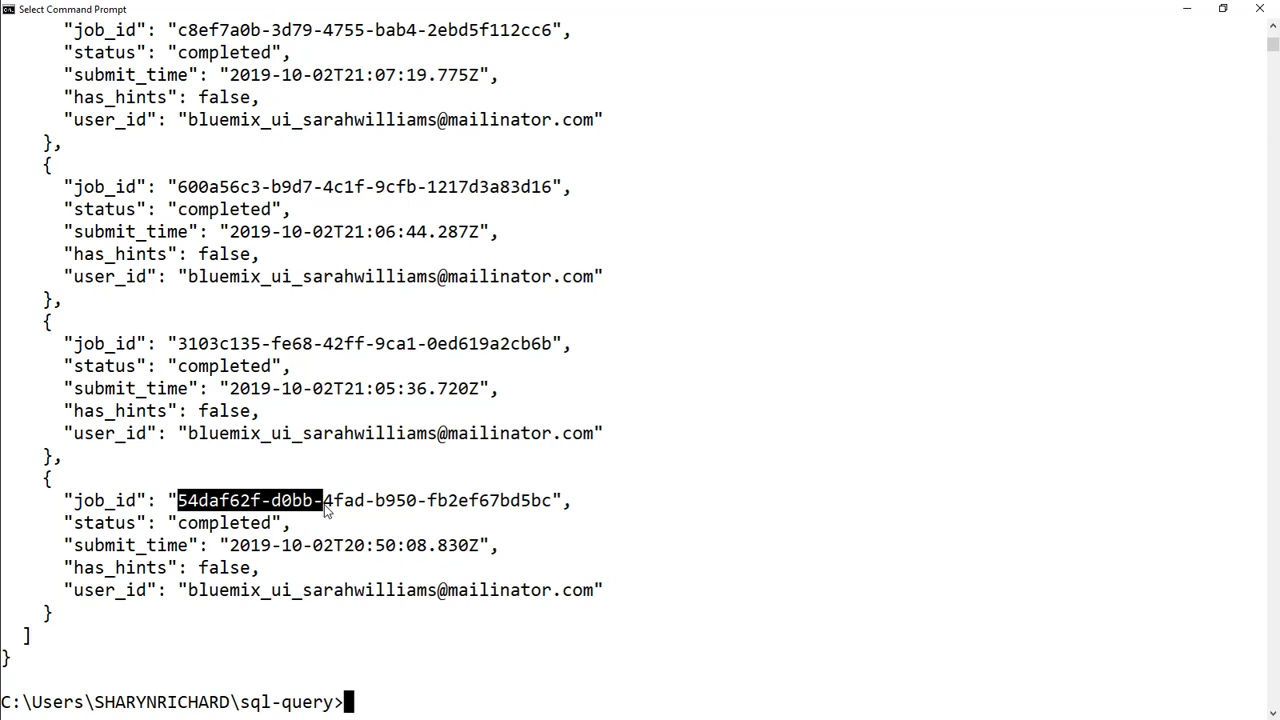 Select Command Prompt
"job_id": "c8ef7a0b-3d79-4755-bab4-2ebd5f112cc6",
"status": "completed",
"submit_time": "2019-10-02T21:07:19.775Z",
"has_hints": false,
"user_id": "bluemix_ui_sarahwilliams@mailinator.com"
},
{
"job_id": "600a56c3-b9d7-4c1f-9cfb-1217d3a83d16",
"status": "completed",
"submit_time": "2019-10-02T21:06:44.287Z",
"has_hints": false,
"user_id": "bluemix_ui_sarahwilliams@mailinator.com"
},
{
"job_id": "3103c135-fe68-42ff-9ca1-0ed619a2cb6b",
"status": "completed",
"submit_time": "2019-10-02T21:05:36.720Z",
"has_hints": false,
"user_id": "bluemix_ui_sarahwilliams@mailinator.com"
},
{
"job_id": "54daf62f-d0bb-4fad-b950-fb2ef67bd5bc",
"status": "completed",
"submit_time": "2019-10-02T20:50:08.830Z",
"has_hints": false,
"user_id": "bluemix_ui_sarahwilliams@mailinator.com"
}
]
}
C:\Users\SHARYNRICHARD\sql-query>